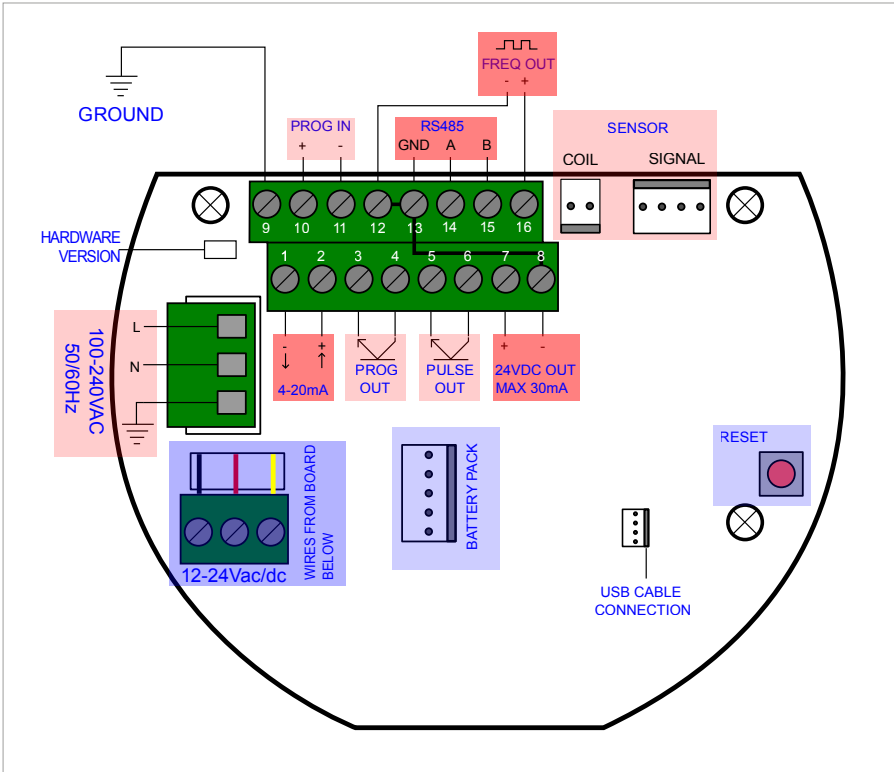 FREQ OUT
- +
GROUND
PROG IN
+ -
RS485
GND A B
SENSOR
COIL SIGNAL
9 10 11 12 13 14 15 16
HARDWARE
VERSION
1 2 3 4 5 6 7 8
L
N
100-240VAC
50/60Hz
- +
4-20mA
PROG
OUT
PULSE
OUT
+ -
24VDC OUT
MAX 30mA
RESET
WIRES FROM BOARD
BELOW
12-24Vac/dc
BATTERY PACK
USB CABLE
CONNECTION